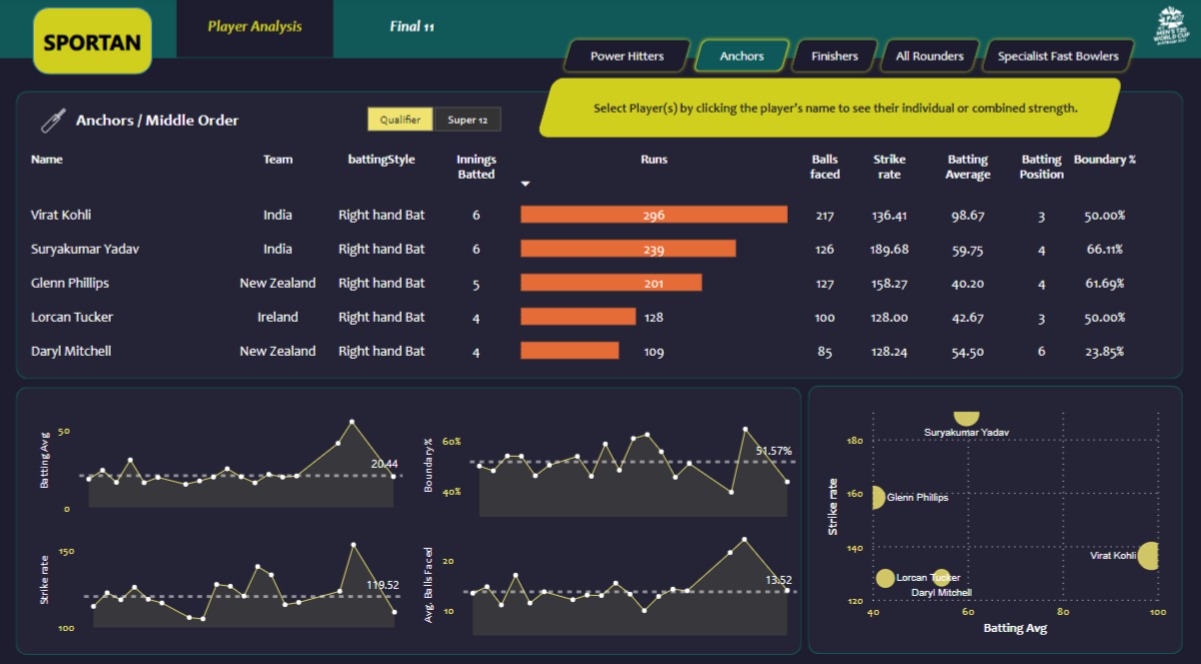 SPORTAN
Player Analysis
Final 11
MEN'S T20
WORLD CUP
Power Hitters
Anchors
Finishers
All Rounders
Specialist Fast Bowlers
Select Player(s) by clicking the player's name to see their individual or combined strength.
Anchors / Middle Order
Qualifier
Super 12
Name Team battingStyle Innings Batted Runs Balls faced Strike rate Batting Average Batting Position Boundary %
Virat Kohli India Right hand Bat 6 296 217 136.41 98.67 3 50.00%
Suryakumar Yadav India Right hand Bat 6 239 126 189.68 59.75 4 66.11%
Glenn Phillips New Zealand Right hand Bat 5 201 127 158.27 40.20 4 61.69%
Lorcan Tucker Ireland Right hand Bat 4 128 100 128.00 42.67 3 50.00%
Daryl Mitchell New Zealand Right hand Bat 4 109 85 128.24 54.50 6 23.85%
Batting Avg
50
0
20.44
Boundary%
60%
40%
51.57%
Strike rate
150
100
119.52
Avg. Balls Faced
20
10
13.52
Strike rate
180
160
140
120
Suryakumar Yadav
Glenn Phillips
Virat Kohli
Lorcan Tucker
Daryl Mitchell
40 60 80 100
Batting Avg